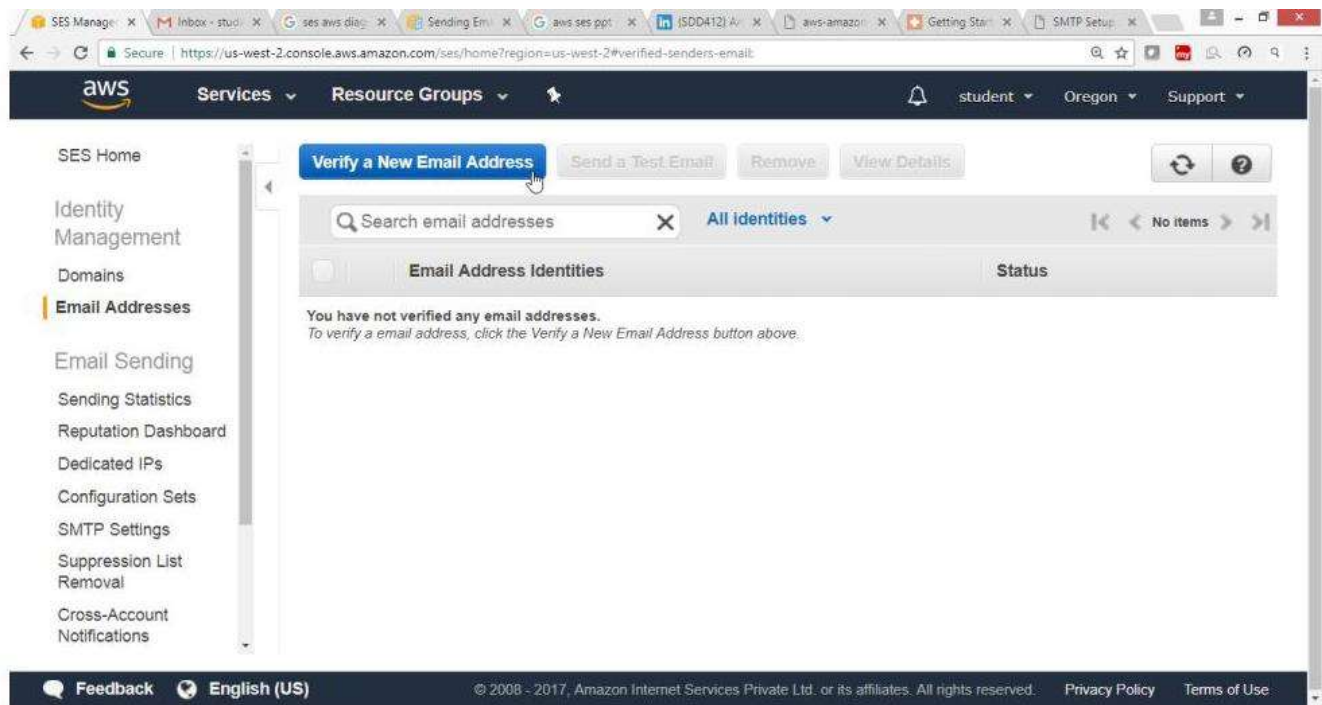 SES Manage
Inbox - stud
ses aws diag
Sending Em
aws ses ppt
(SDD412) A
aws-amazon
Getting Star
SMTP Setup
Secure | https://us-west-2.console.aws.amazon.com/ses/home?region=us-west-2#verified-senders-email:
aws Services Resource Groups student Oregon Support
SES Home
Identity
Management
Domains
Email Addresses
Email Sending
Sending Statistics
Reputation Dashboard
Dedicated IPs
Configuration Sets
SMTP Settings
Suppression List
Removal
Cross-Account
Notifications
Verify a New Email Address Send a Test Email Remove View Details
Search email addresses All identities No items
Email Address Identities Status
You have not verified any email addresses.
To verify a email address, click the Verify a New Email Address button above.
Feedback English (US) © 2008 - 2017, Amazon Internet Services Private Ltd. or its affiliates. All rights reserved. Privacy Policy Terms of Use